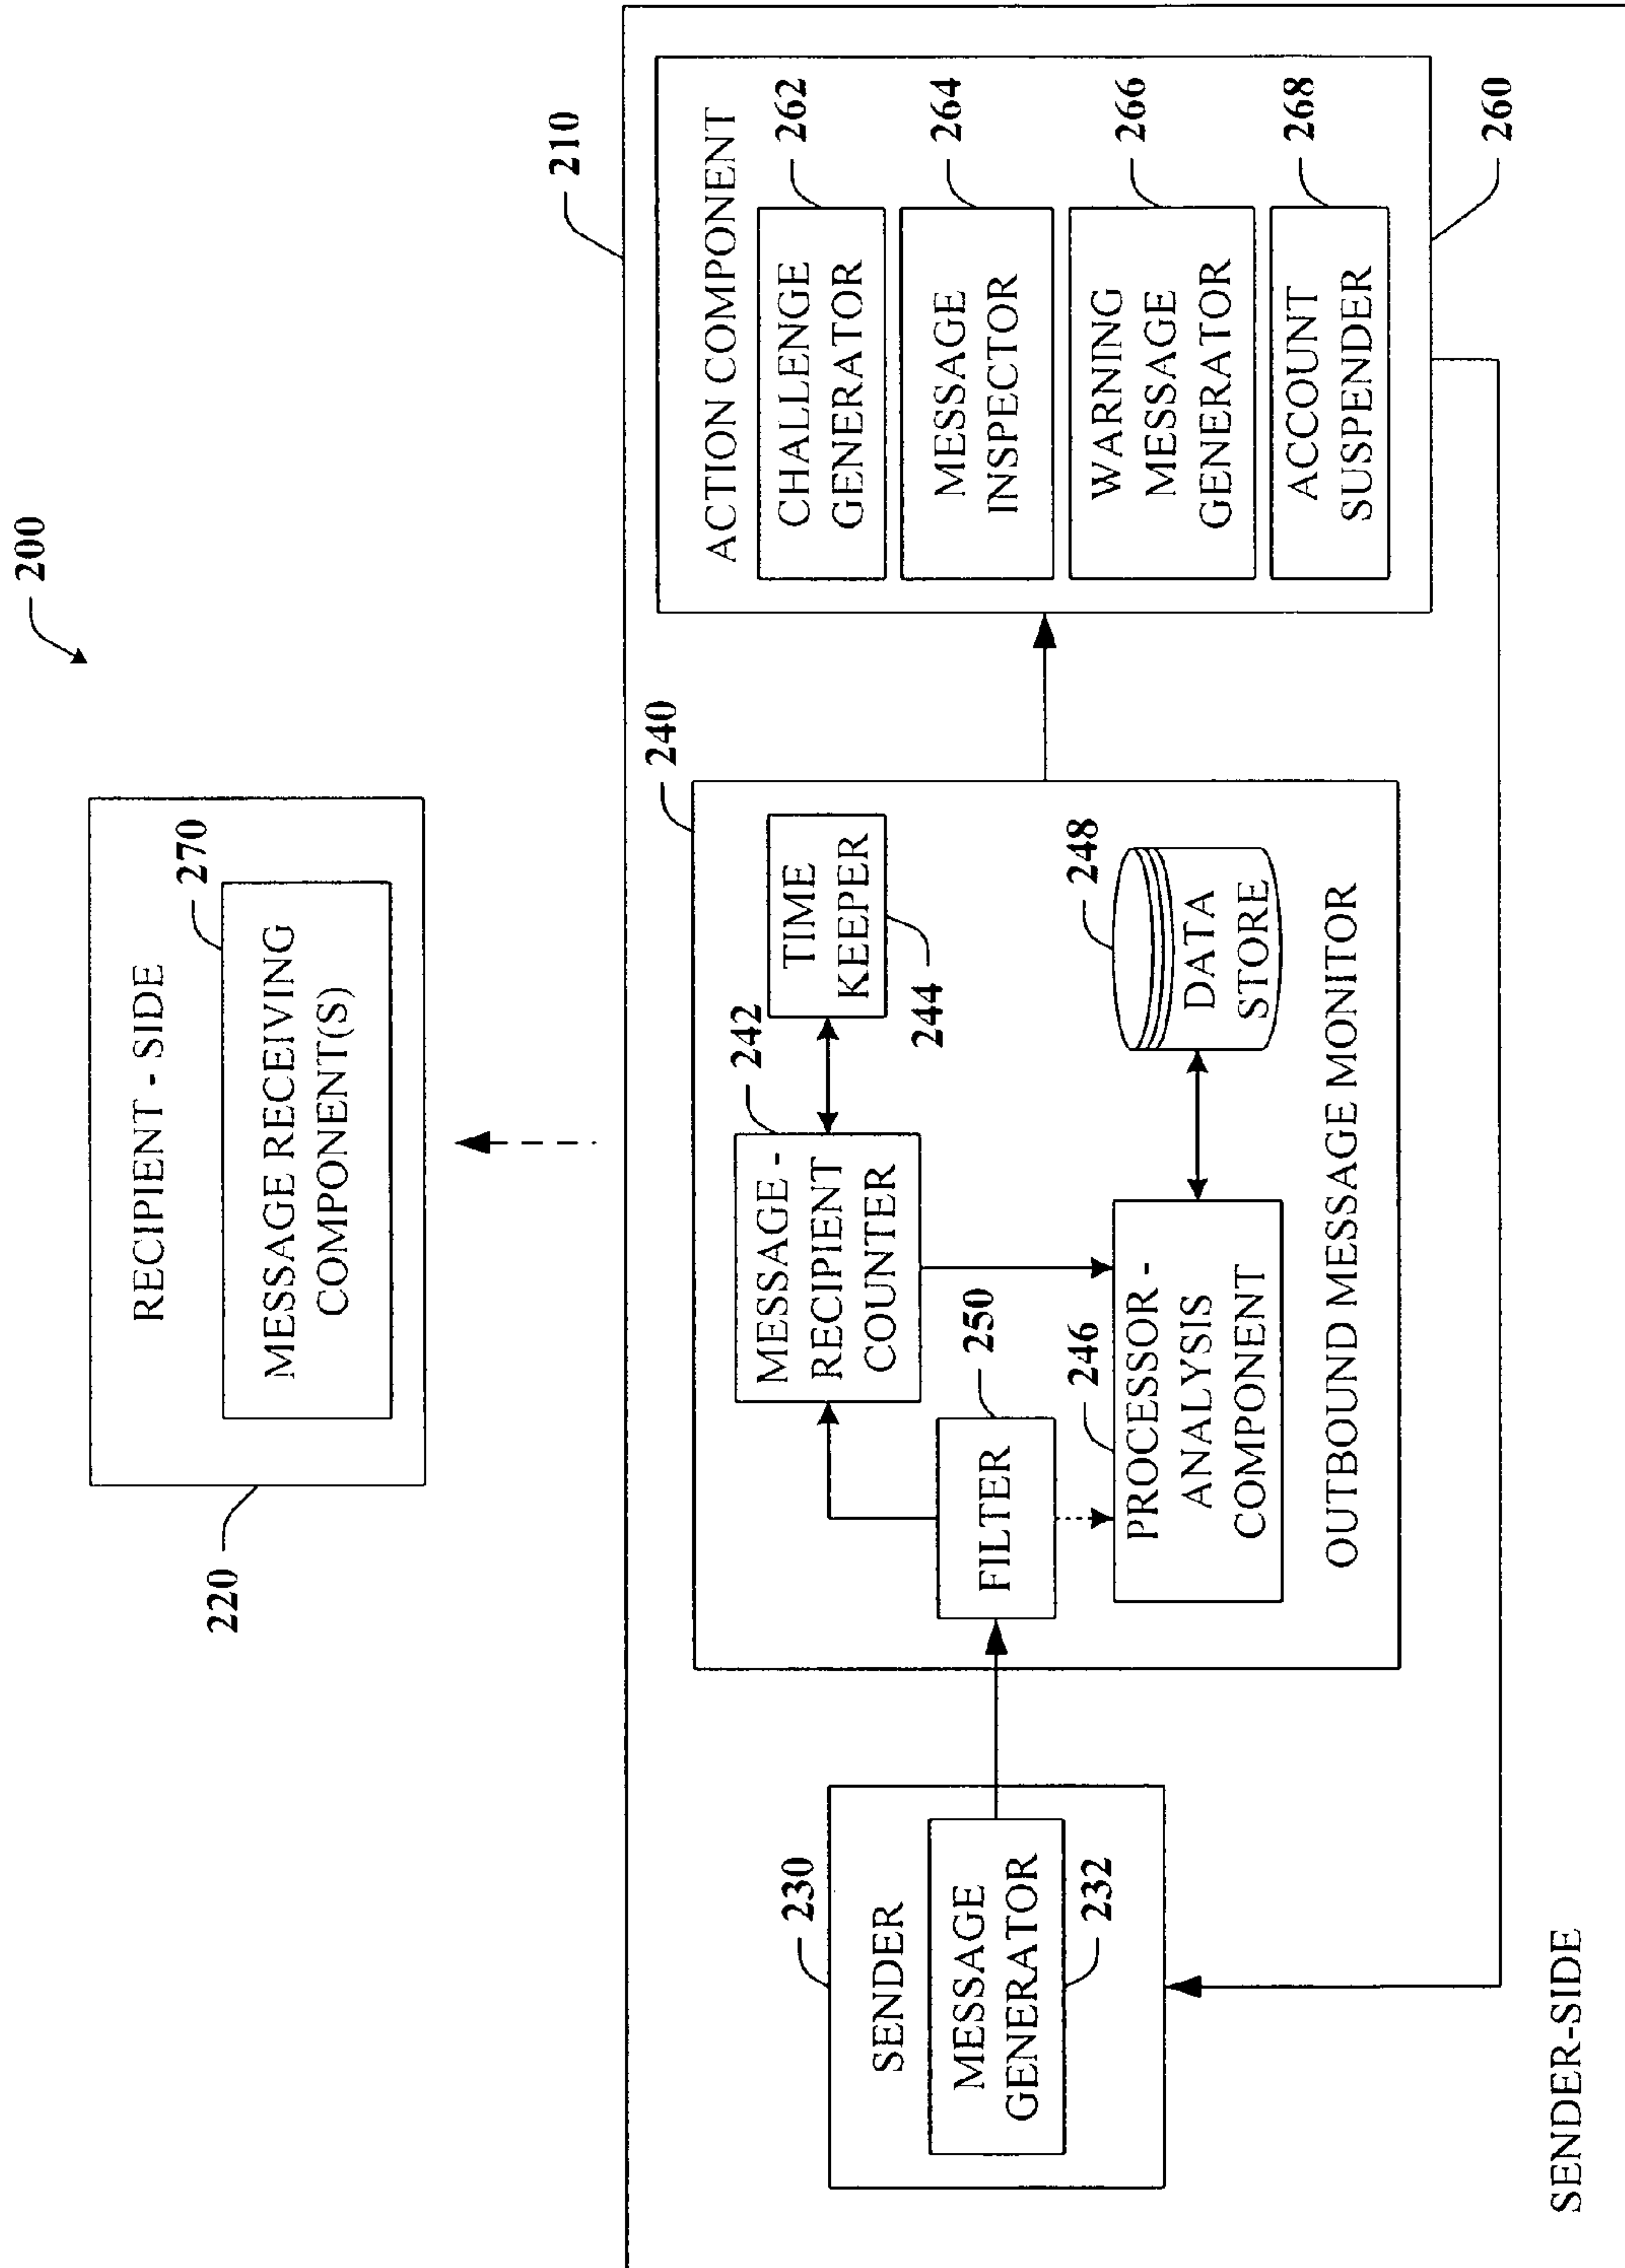 200
RECIPIENT - SIDE
270
MESSAGE RECEIVING
COMPONENT(S)
220
210
230
SENDER
MESSAGE
GENERATOR
232
240
242
MESSAGE -
RECIPIENT
COUNTER
TIME
KEEPER
244
250
FILTER
246
PROCESSOR -
ANALYSIS
COMPONENT
248
DATA
STORE
OUTBOUND MESSAGE MONITOR
ACTION COMPONENT
CHALLENGE
GENERATOR
262
MESSAGE
INSPECTOR
264
WARNING
MESSAGE
GENERATOR
266
ACCOUNT
SUSPENDER
268
260
SENDER-SIDE